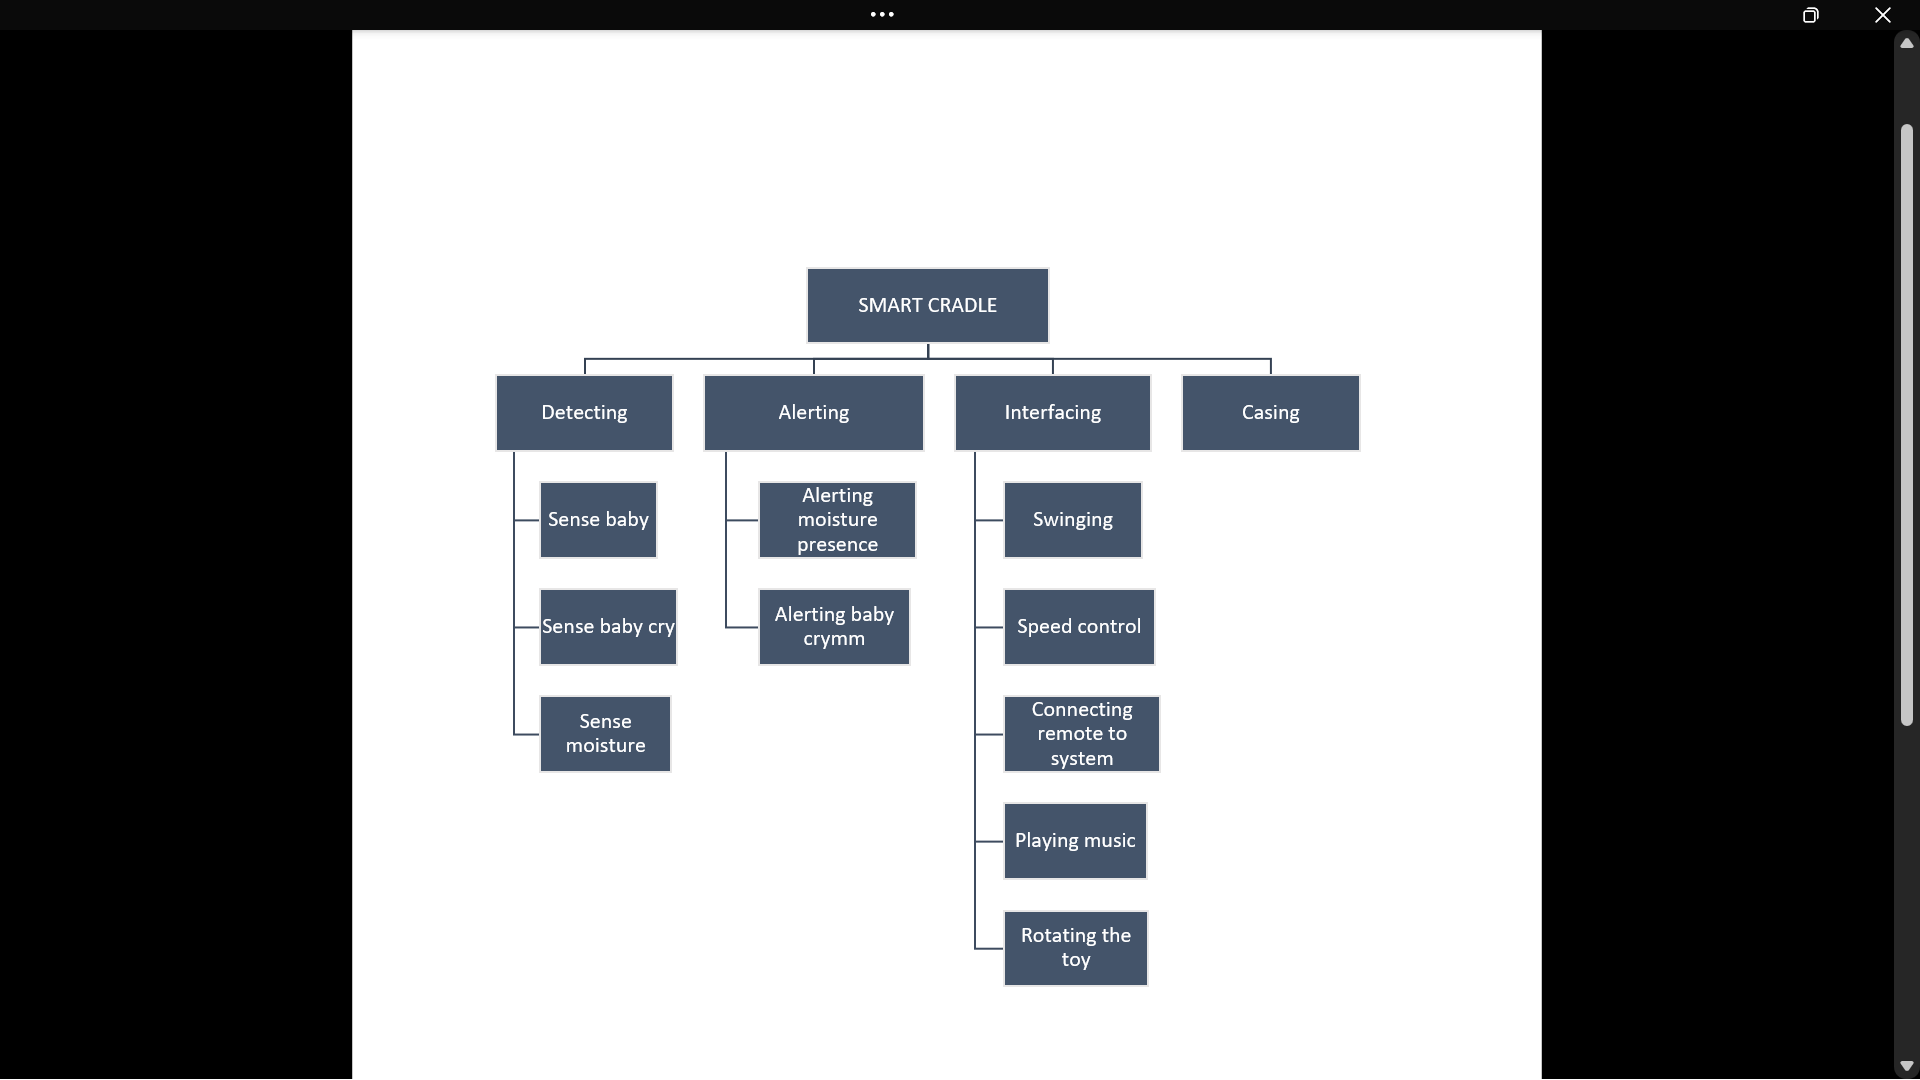 SMART CRADLE
Detecting
Alerting
Interfacing
Casing
Sense baby
Sense baby cry
Sense
moisture
Alerting
moisture
presence
Alerting baby
crymm
Swinging
Speed control
Connecting
remote to
system
Playing music
Rotating the
toy